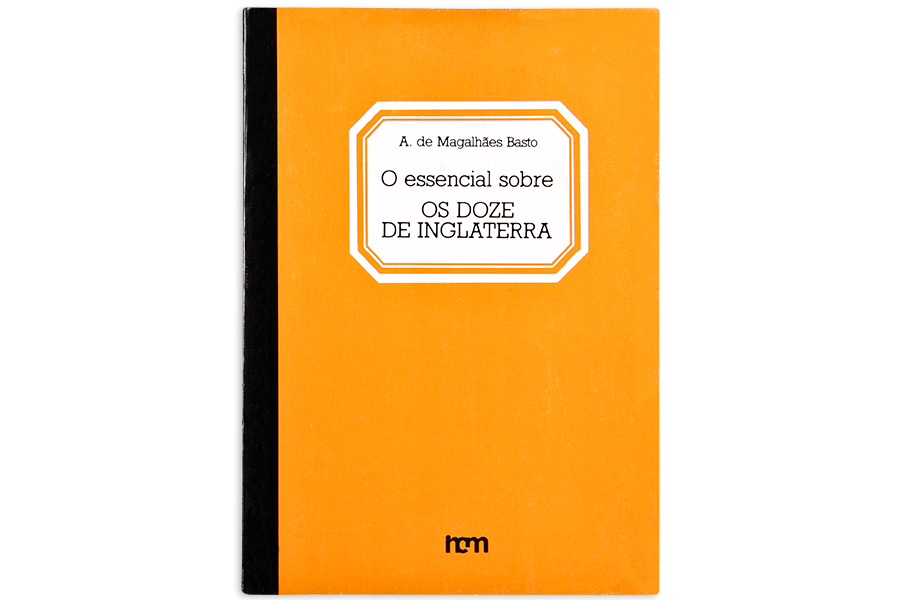 A. de Magalhães Basto
O essencial sobre
OS DOZE
DE INGLATERRA
incm